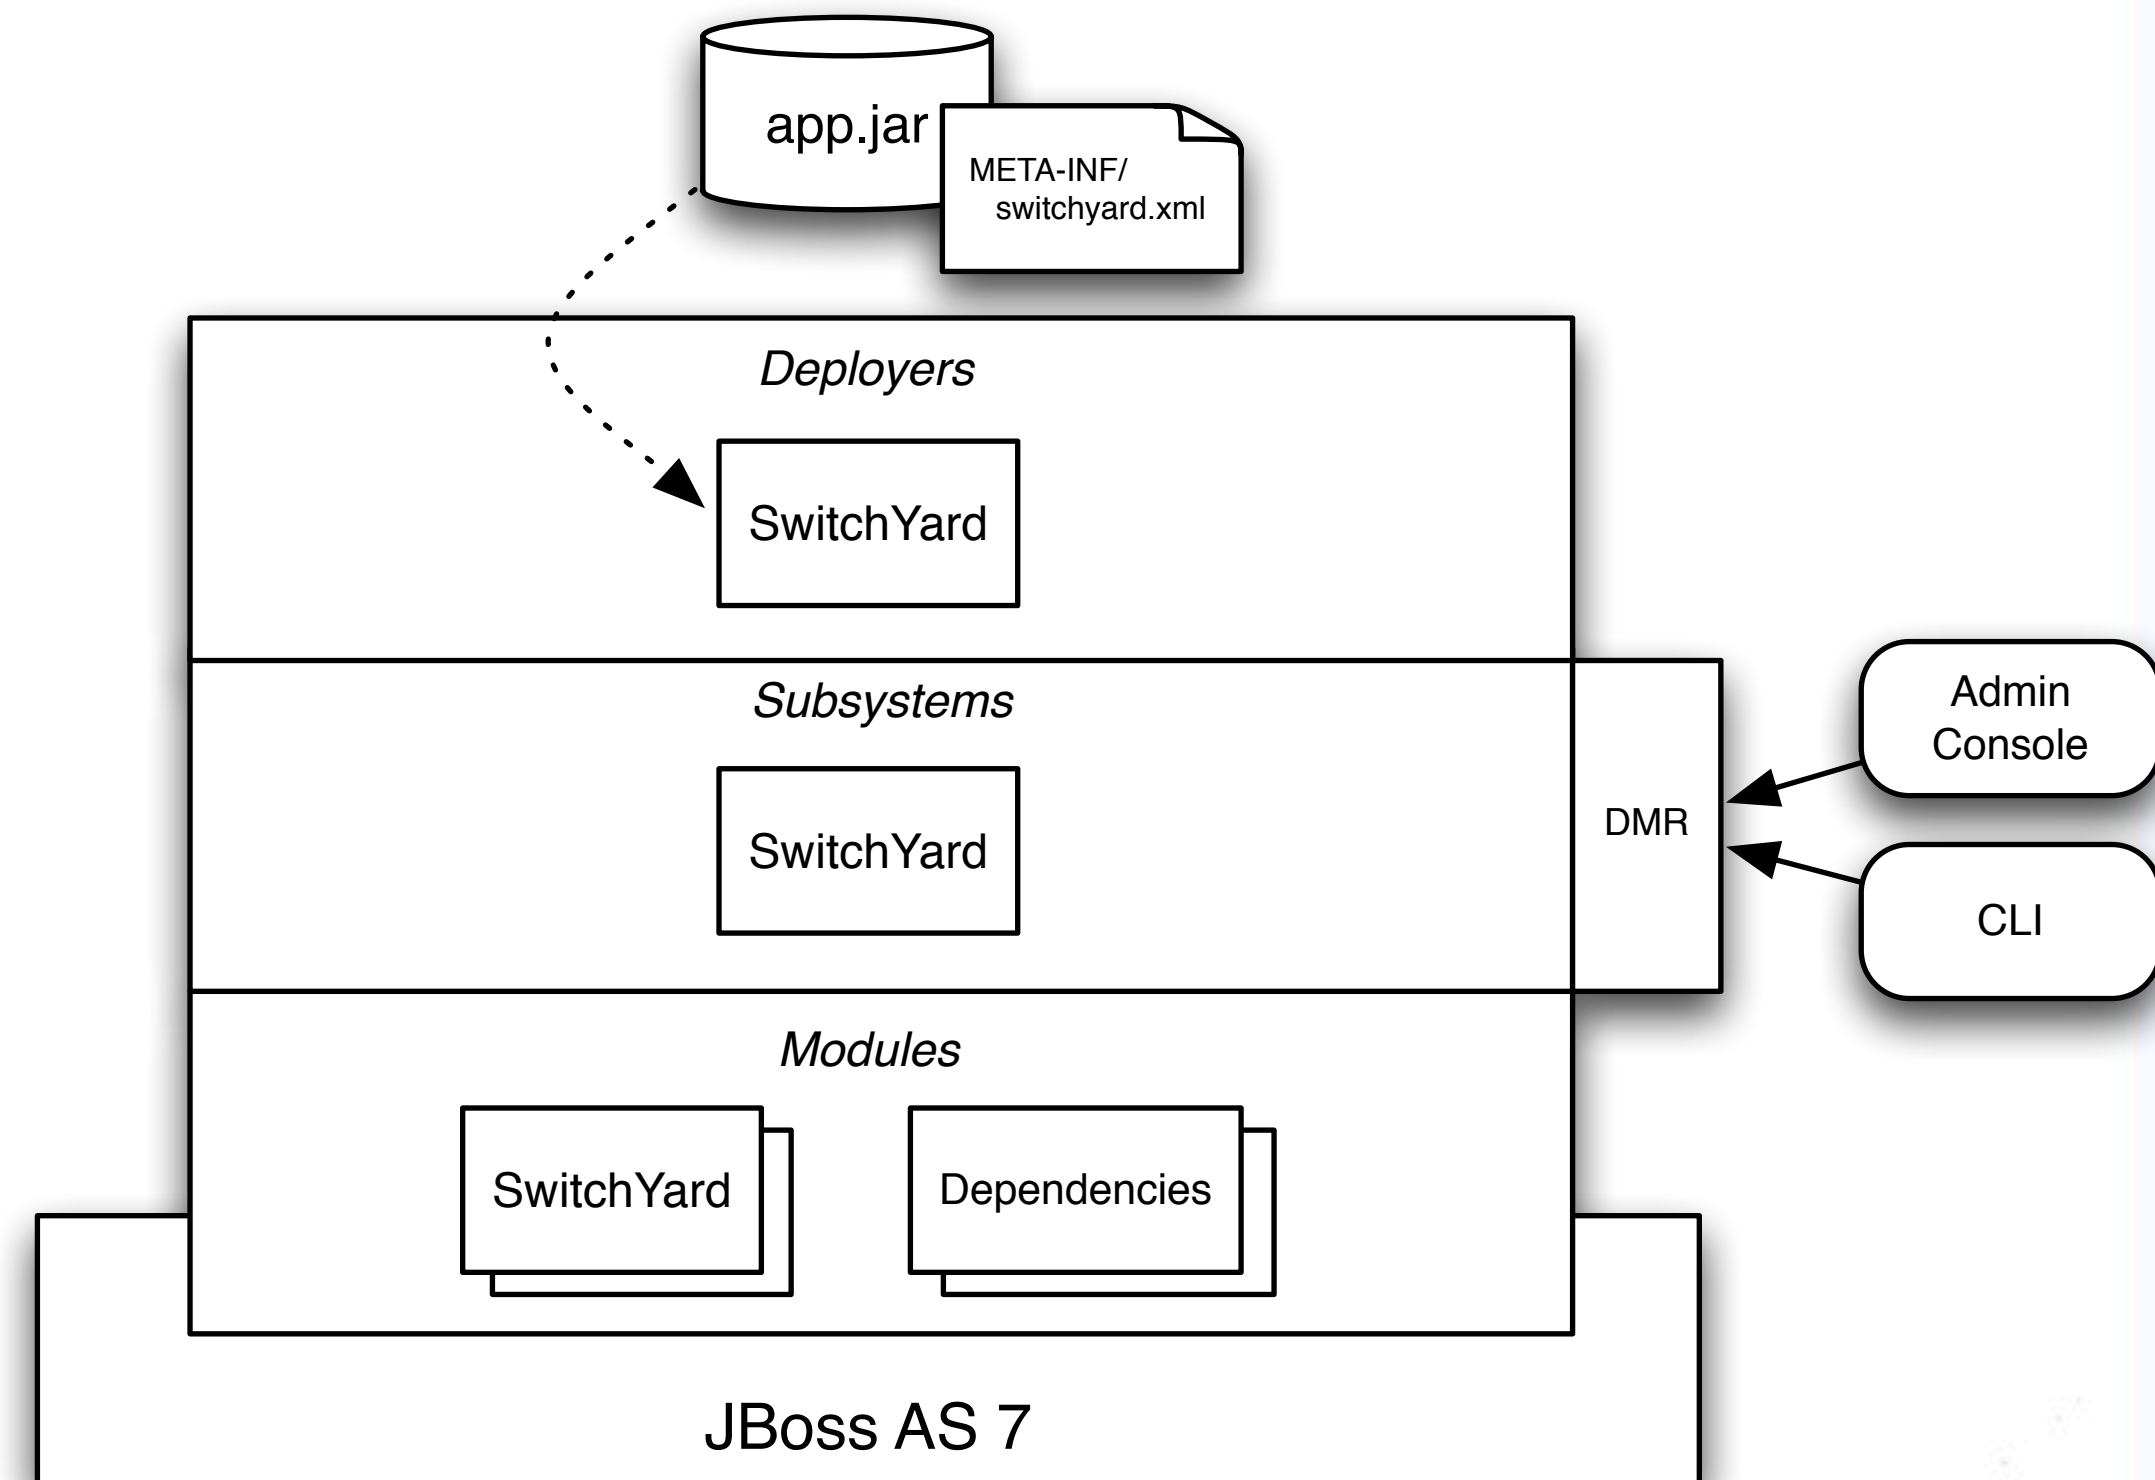 app.jar
META-INF/
switchyard.xml
Deployers
SwitchYard
Subsystems
SwitchYard
DMR
Admin
Console
CLI
Modules
SwitchYard
Dependencies
JBoss AS 7